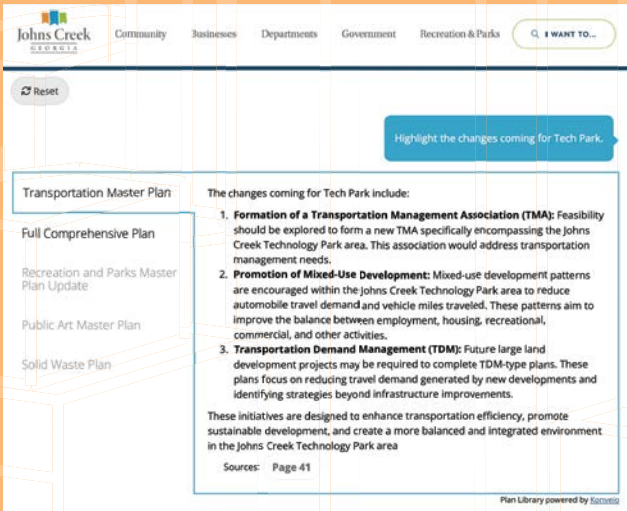 Johns Creek
GEORGIA
Community
Businesses
Departments
Government
Recreation & Parks
I WANT TO...
Reset
Highlight the changes coming for Tech Park.
Transportation Master Plan
Full Comprehensive Plan
Recreation and Parks Master
Plan Update
Public Art Master Plan
Solid Waste Plan
The changes coming for Tech Park include:
1. Formation of a Transportation Management Association (TMA): Feasibility
should be explored to form a new TMA specifically encompassing the Johns
Creek Technology Park area. This association would address transportation
management needs.
2. Promotion of Mixed-Use Development: Mixed-use development patterns
are encouraged within the Johns Creek Technology Park area to reduce
automobile travel demand and vehicle miles traveled. These patterns aim to
improve the balance between employment, housing, recreational,
commercial, and other activities.
3. Transportation Demand Management (TDM): Future large land
development projects may be required to complete TDM-type plans. These
plans focus on reducing travel demand generated by new developments and
identifying strategies beyond infrastructure improvements.
These initiatives are designed to enhance transportation efficiency, promote
sustainable development, and create a more balanced and integrated environment
in the Johns Creek Technology Park area
Sources: Page 41
Plan Library powered by Konveio